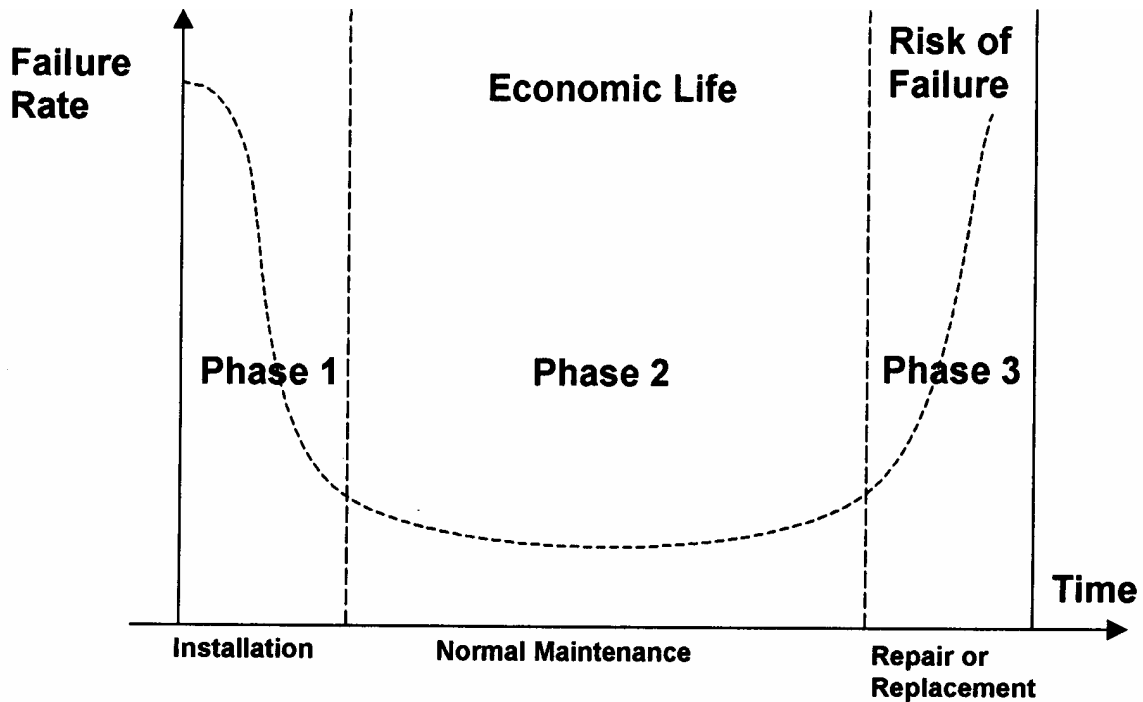 Failure
Rate
Economic Life
Risk of
Failure
Phase 1
Phase 2
Phase 3
Time
Installation
Normal Maintenance
Repair or
Replacement